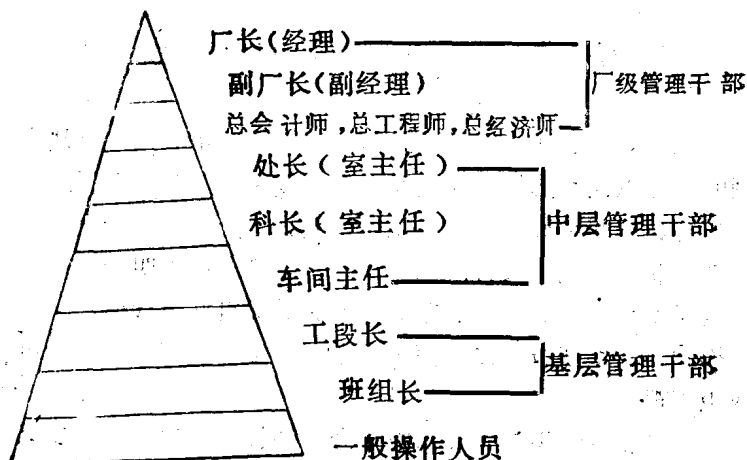 厂长(经理)
副厂长(副经理)
厂级管理干部
总会计师,总工程师,总经济师
处长(室主任)
科长(室主任)
中层管理干部
车间主任
工段长
基层管理干部
班组长
一般操作人员